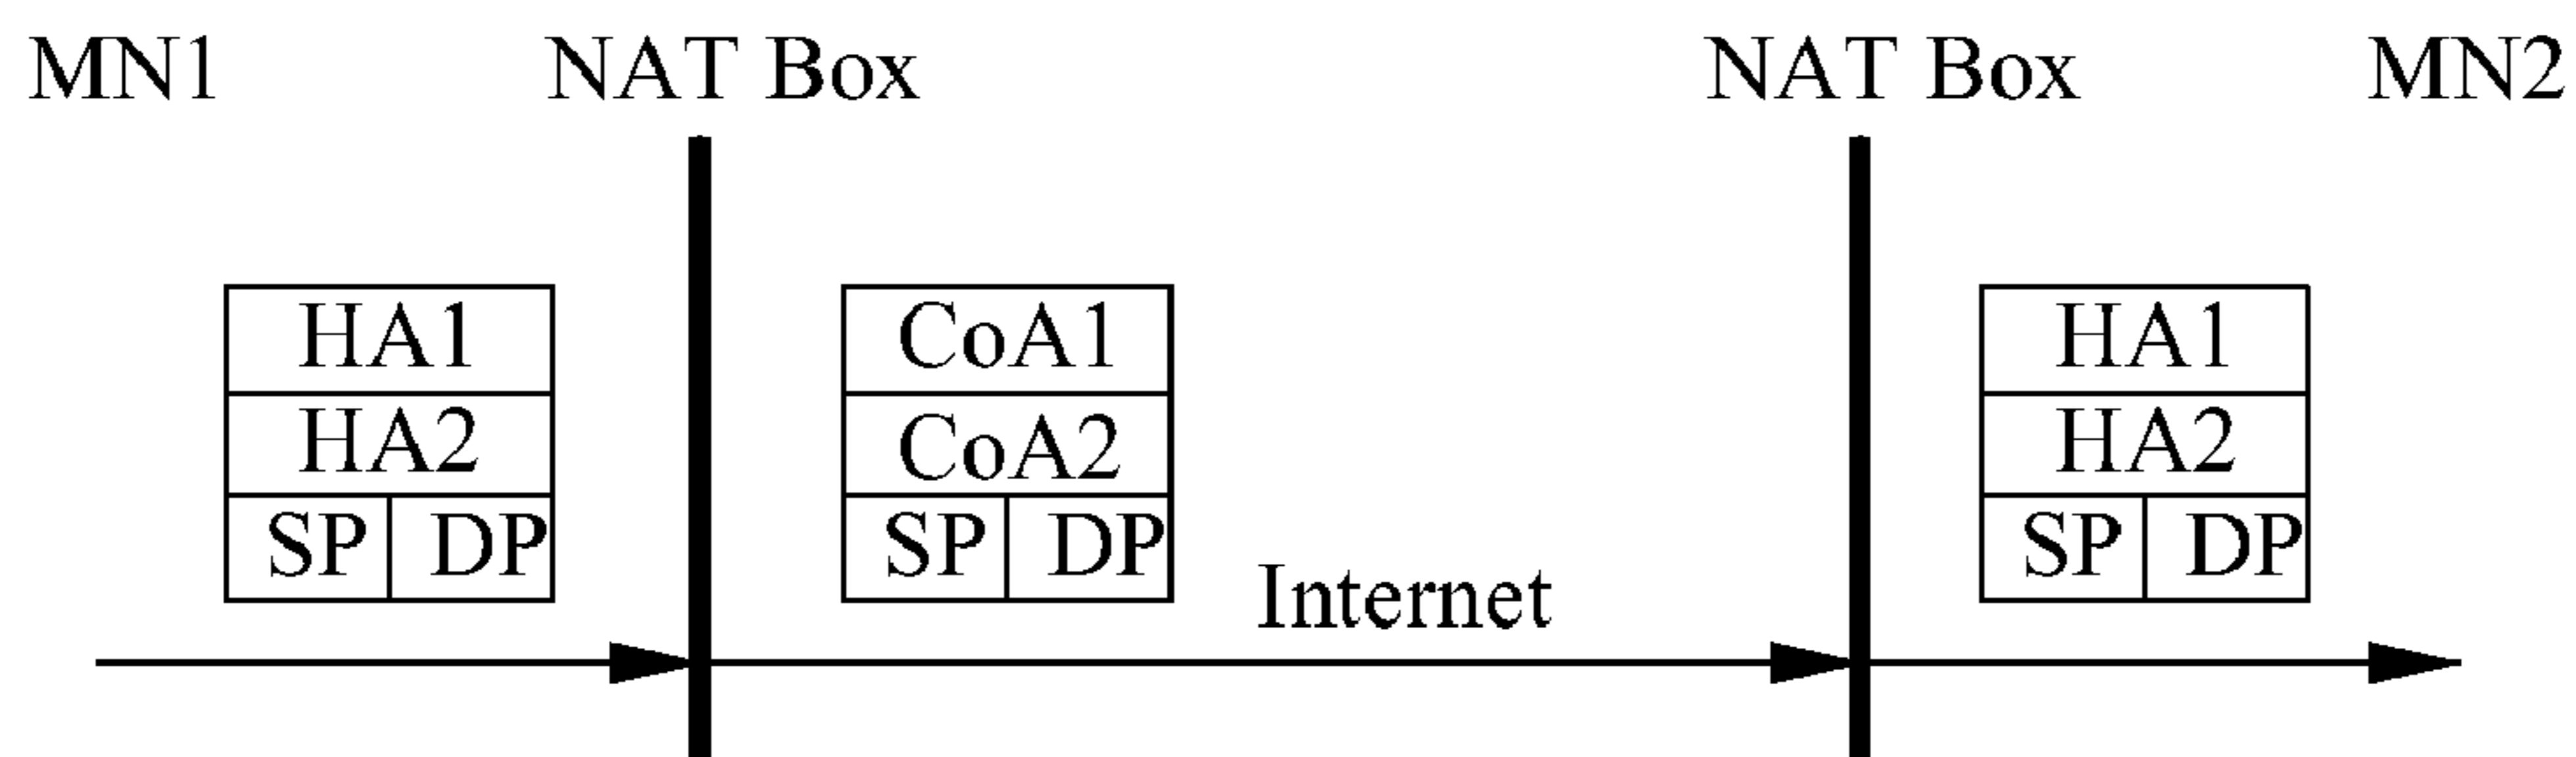 MN1 NAT Box NAT Box MN2
HA1 CoA1 HA1
HA2 CoA2 HA2
SP DP SP DP SP DP
Internet